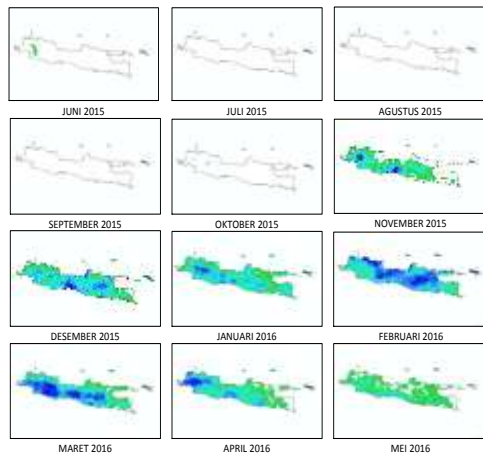 JUNI 2015
JULI 2015
AGUSTUS 2015
SEPTEMBER 2015
OKTOBER 2015
NOVEMBER 2015
DESEMBER 2015
JANUARI 2016
FEBRUARI 2016
MARET 2016
APRIL 2016
MEI 2016